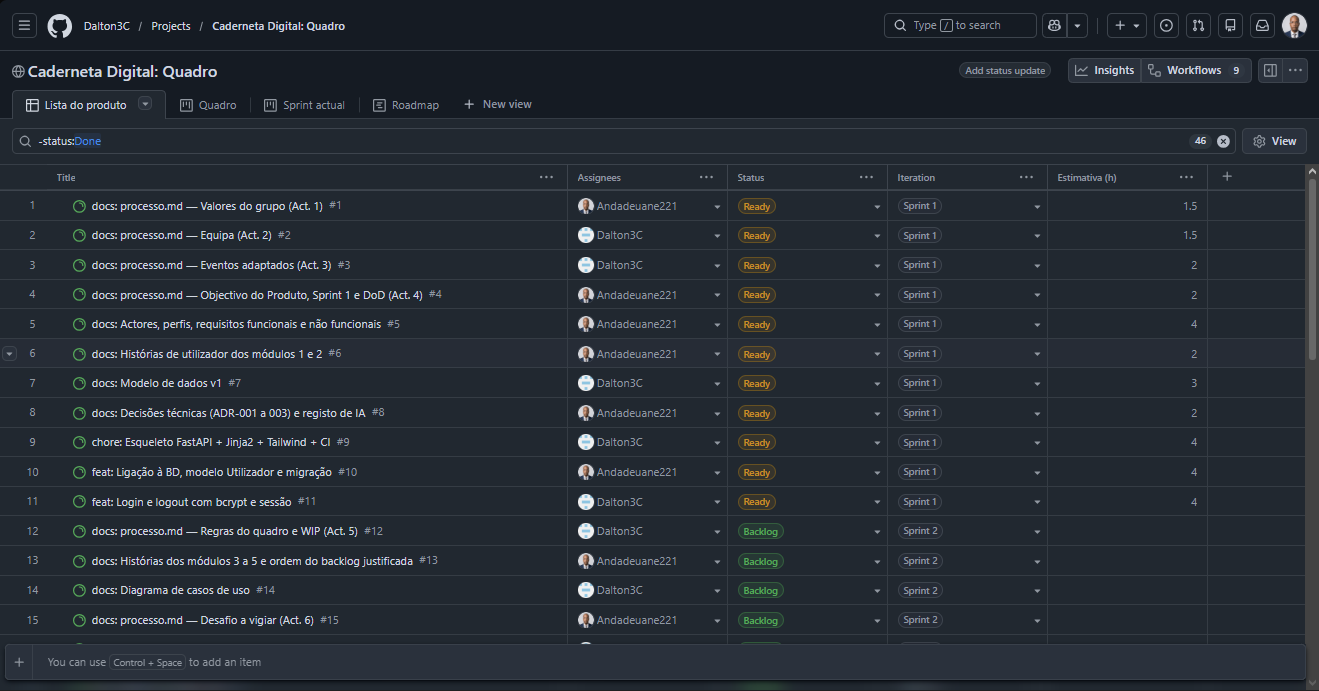 Dalton3C / Projects / Caderneta Digital: Quadro Type / to search
Caderneta Digital: Quadro Add status update Insights Workflows 9
Lista do produto Quadro Sprint actual Roadmap New view
-status:Done 46 View
Title Assignees Status Iteration Estimativa (h)
1 docs: processo.md — Valores do grupo (Act. 1) #1 Andadeuane221 Ready Sprint 1 1.5
2 docs: processo.md — Equipa (Act. 2) #2 Dalton3C Ready Sprint 1 1.5
3 docs: processo.md — Eventos adaptados (Act. 3) #3 Dalton3C Ready Sprint 1 2
4 docs: processo.md — Objectivo do Produto, Sprint 1 e DoD (Act. 4) #4 Andadeuane221 Ready Sprint 1 2
5 docs: Actores, perfis, requisitos funcionais e não funcionais #5 Andadeuane221 Ready Sprint 1 4
6 docs: Histórias de utilizador dos módulos 1 e 2 #6 Andadeuane221 Ready Sprint 1 2
7 docs: Modelo de dados v1 #7 Dalton3C Ready Sprint 1 3
8 docs: Decisões técnicas (ADR-001 a 003) e registo de IA #8 Andadeuane221 Ready Sprint 1 2
9 chore: Esqueleto FastAPI + Jinja2 + Tailwind + CI #9 Dalton3C Ready Sprint 1 4
10 feat: Ligação à BD, modelo Utilizador e migração #10 Andadeuane221 Ready Sprint 1 4
11 feat: Login e logout com bcrypt e sessão #11 Dalton3C Ready Sprint 1 4
12 docs: processo.md — Regras do quadro e WIP (Act. 5) #12 Dalton3C Backlog Sprint 2
13 docs: Histórias dos módulos 3 a 5 e ordem do backlog justificada #13 Andadeuane221 Backlog Sprint 2
14 docs: Diagrama de casos de uso #14 Dalton3C Backlog Sprint 2
15 docs: processo.md — Desafio a vigiar (Act. 6) #15 Andadeuane221 Backlog Sprint 2
You can use Control + Space to add an item